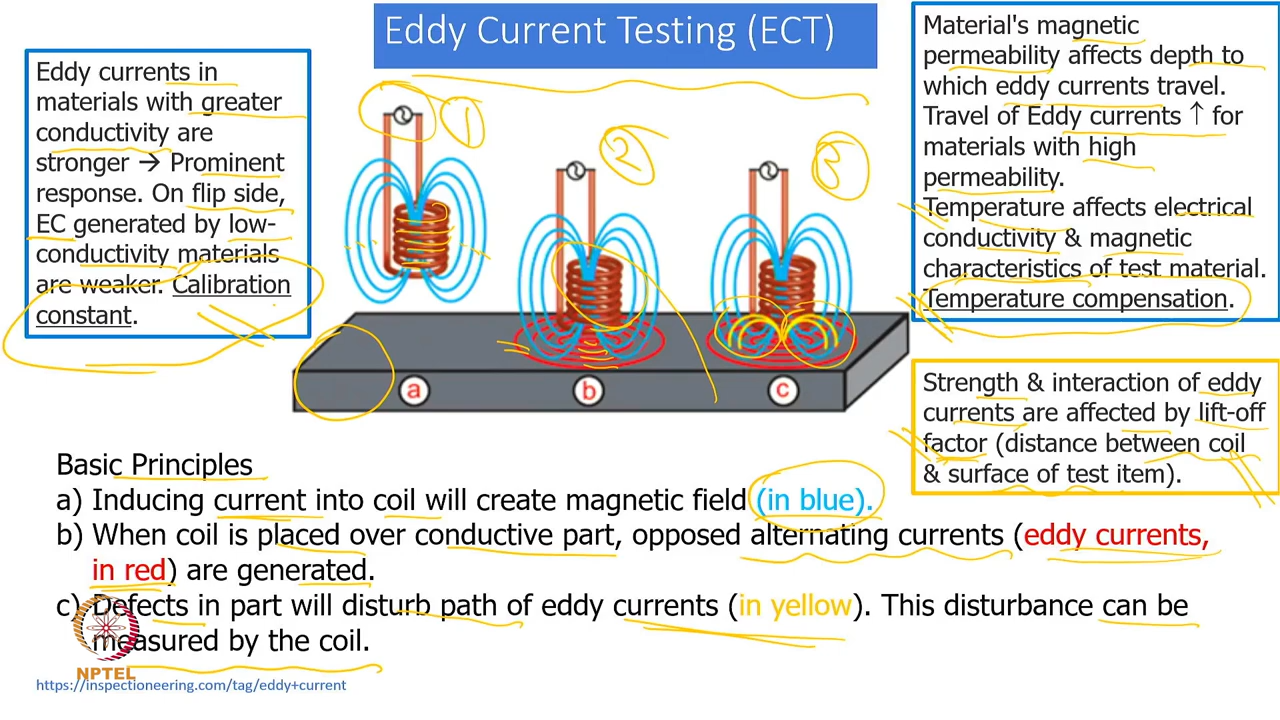 Eddy Current Testing (ECT)
Eddy currents in
materials with greater
conductivity are
stronger → Prominent
response. On flip side,
EC generated by low-
conductivity materials
are weaker. Calibration
constant.
1
2
3
a
b
c
Material's magnetic
permeability affects depth to
which eddy currents travel.
Travel of Eddy currents ↑ for
materials with high
permeability.
Temperature affects electrical
conductivity & magnetic
characteristics of test material.
Temperature compensation.
Strength & interaction of eddy
currents are affected by lift-off
factor (distance between coil
& surface of test item).
Basic Principles
a) Inducing current into coil will create magnetic field (in blue).
b) When coil is placed over conductive part, opposed alternating currents (eddy currents,
in red) are generated.
c) Defects in part will disturb path of eddy currents (in yellow). This disturbance can be
measured by the coil.
NPTEL
https://inspectioneering.com/tag/eddy+current